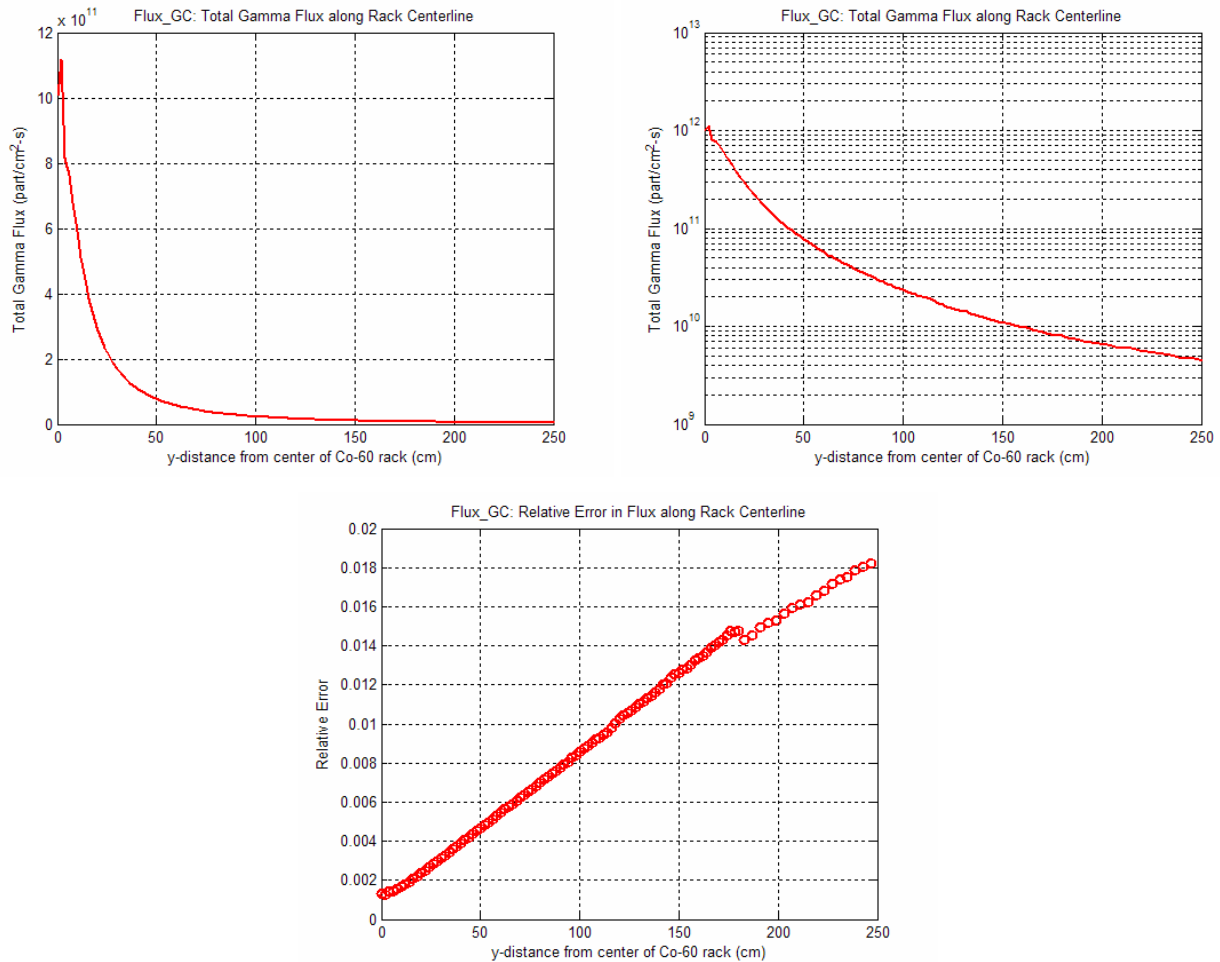 Flux_GC: Total Gamma Flux along Rack Centerline
x 10^11
12
10
8
6
4
2
0
0 50 100 150 200 250
Total Gamma Flux (part/cm²-s)
y-distance from center of Co-60 rack (cm)
Flux_GC: Total Gamma Flux along Rack Centerline
10^13
10^12
10^11
10^10
10^9
0 50 100 150 200 250
Total Gamma Flux (part/cm²-s)
y-distance from center of Co-60 rack (cm)
Flux_GC: Relative Error in Flux along Rack Centerline
0.02
0.018
0.016
0.014
0.012
0.01
0.008
0.006
0.004
0.002
0
0 50 100 150 200 250
Relative Error
y-distance from center of Co-60 rack (cm)